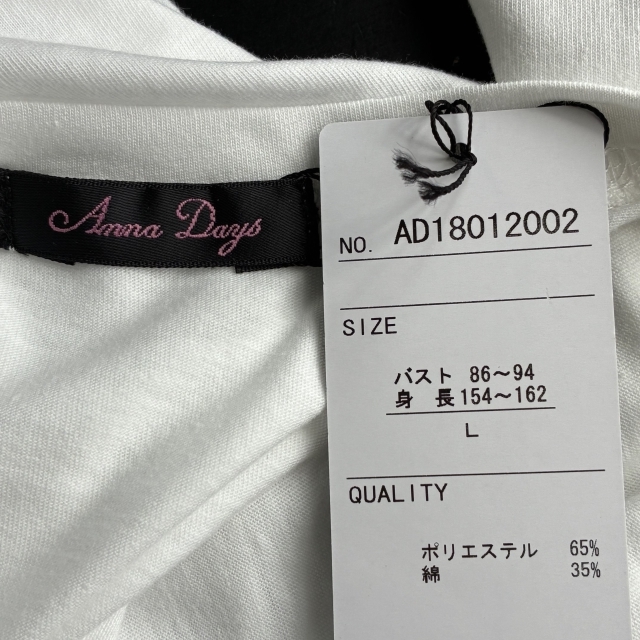 Anna Days
NO. AD18012002
SIZE
バスト 86～94
身 長 154～162
L
QUALITY
ポリエステル 65%
綿 35%